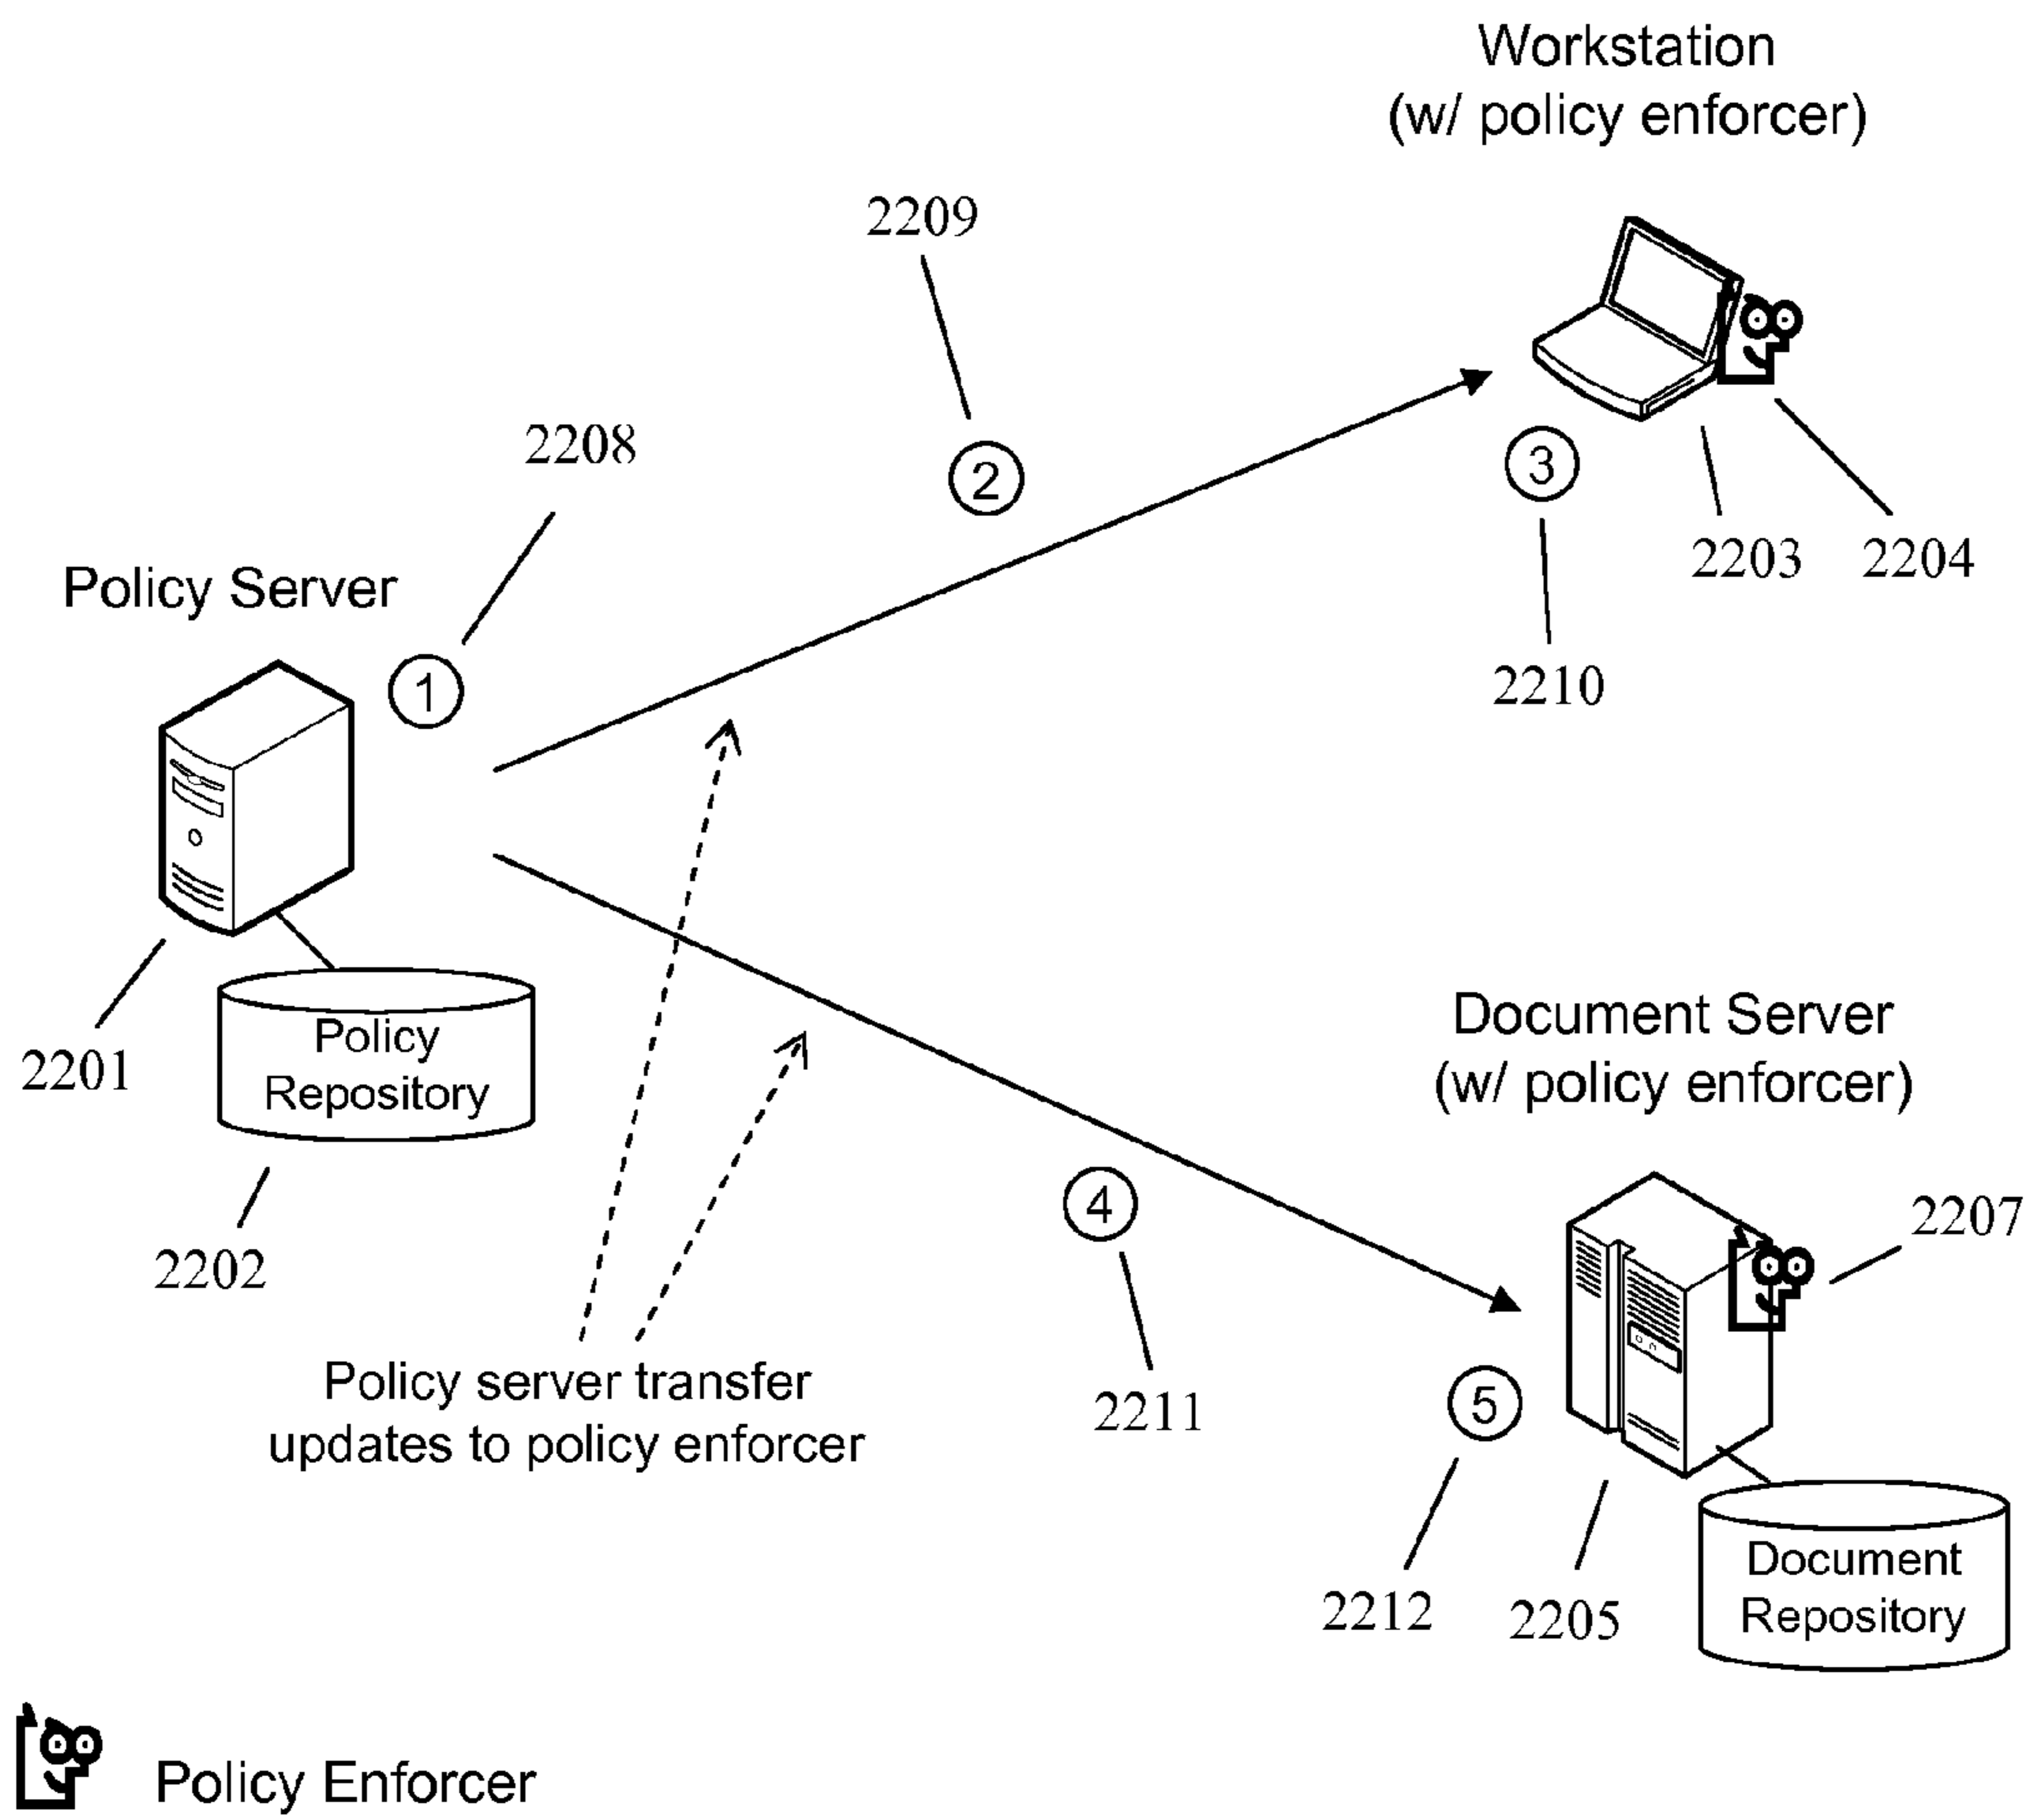 Workstation
(w/ policy enforcer)
2209
2208
2
3
2203
2204
Policy Server
2210
1
Document Server
(w/ policy enforcer)
Policy
Repository
2201
4
2207
2202
Policy server transfer
updates to policy enforcer
2211
5
Document
Repository
2212
2205
Policy Enforcer